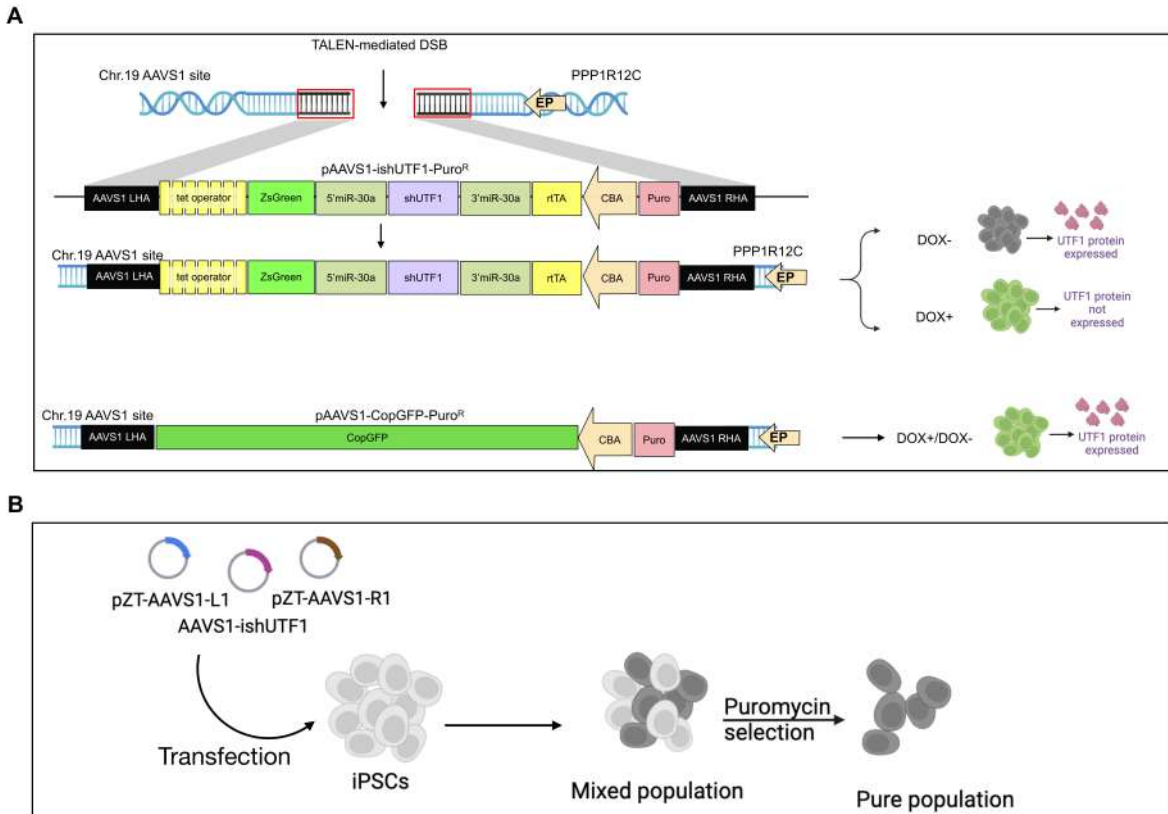 A
TALEN-mediated DSB
Chr.19 AAVS1 site
PPP1R12C
EP
pAAVS1-ishUTF1-Puroᴿ
AAVS1 LHA tet operator ZsGreen 5'miR-30a shUTF1 3'miR-30a rtTA CBA Puro AAVS1 RHA
Chr.19 AAVS1 site
PPP1R12C
AAVS1 LHA tet operator ZsGreen 5'miR-30a shUTF1 3'miR-30a rtTA CBA Puro AAVS1 RHA EP
DOX-
UTF1 protein
expressed
DOX+
UTF1 protein
not
expressed
Chr.19 AAVS1 site
pAAVS1-CopGFP-Puroᴿ
AAVS1 LHA CopGFP CBA Puro AAVS1 RHA EP
DOX+/DOX-
UTF1 protein
expressed
B
pZT-AAVS1-L1
pZT-AAVS1-R1
AAVS1-ishUTF1
Transfection
iPSCs
Mixed population
Puromycin
selection
Pure population